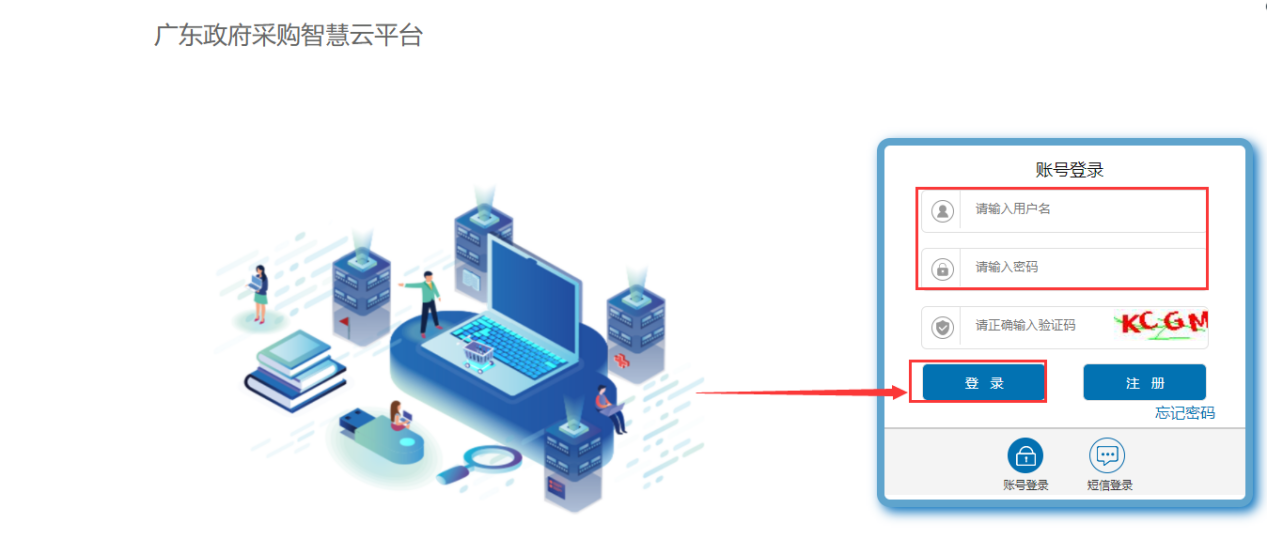 广东政府采购智慧云平台
账号登录
请输入用户名
请输入密码
请正确输入验证码 KCGM
登 录 注 册
忘记密码
账号登录 短信登录